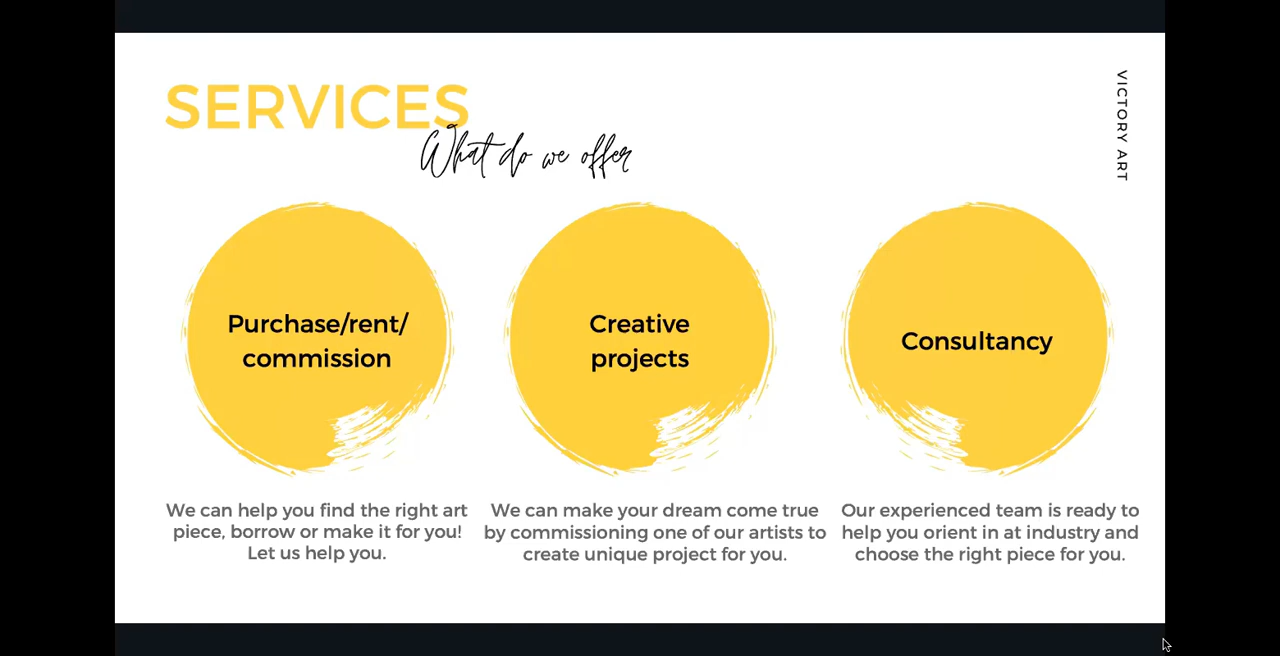 SERVICES
What do we offer
VICTORY ART
Purchase/rent/
commission
Creative
projects
Consultancy
We can help you find the right art
piece, borrow or make it for you!
Let us help you.
We can make your dream come true
by commissioning one of our artists to
create unique project for you.
Our experienced team is ready to
help you orient in at industry and
choose the right piece for you.